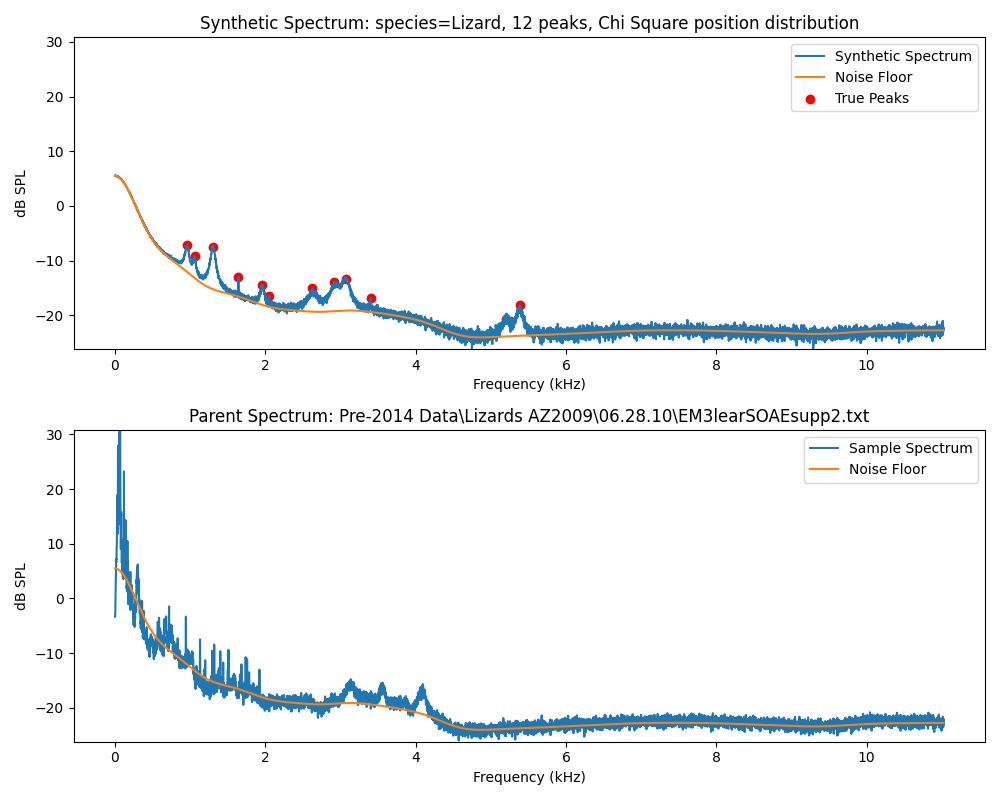 Synthetic Spectrum: species=Lizard, 12 peaks, Chi Square position distribution
30
20
10
0
−10
−20
dB SPL
Synthetic Spectrum
Noise Floor
True Peaks
0 2 4 6 8 10
Frequency (kHz)
Parent Spectrum: Pre-2014 Data\Lizards AZ2009\06.28.10\EM3learSOAEsupp2.txt
30
20
10
0
−10
−20
dB SPL
Sample Spectrum
Noise Floor
0 2 4 6 8 10
Frequency (kHz)